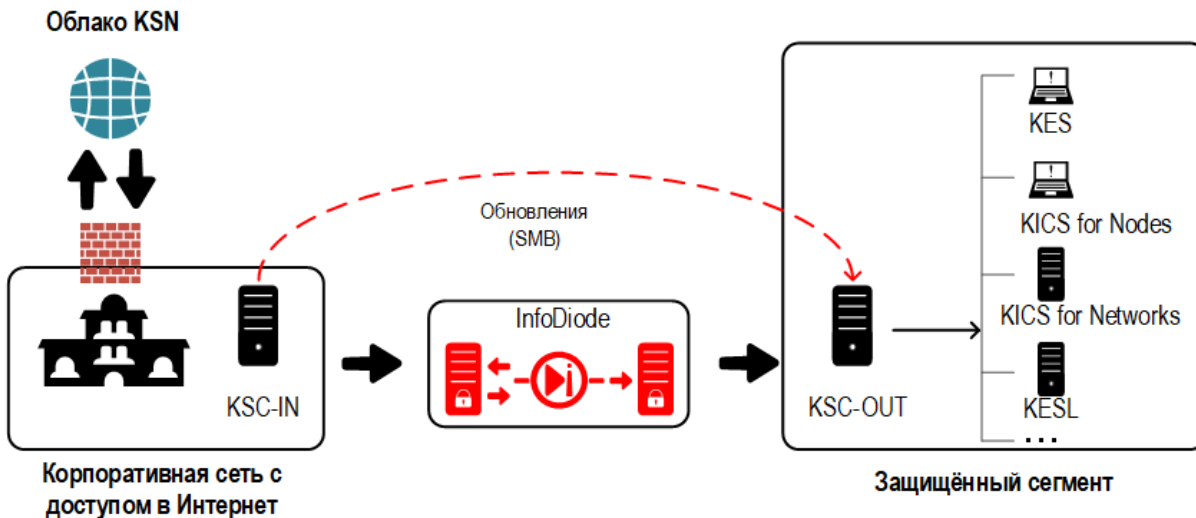 Облако KSN
KES
Обновления
(SMB)
KICS for Nodes
InfoDiode
KICS for Networks
KSC-IN
KSC-OUT
KESL
...
Корпоративная сеть с
доступом в Интернет
Защищённый сегмент